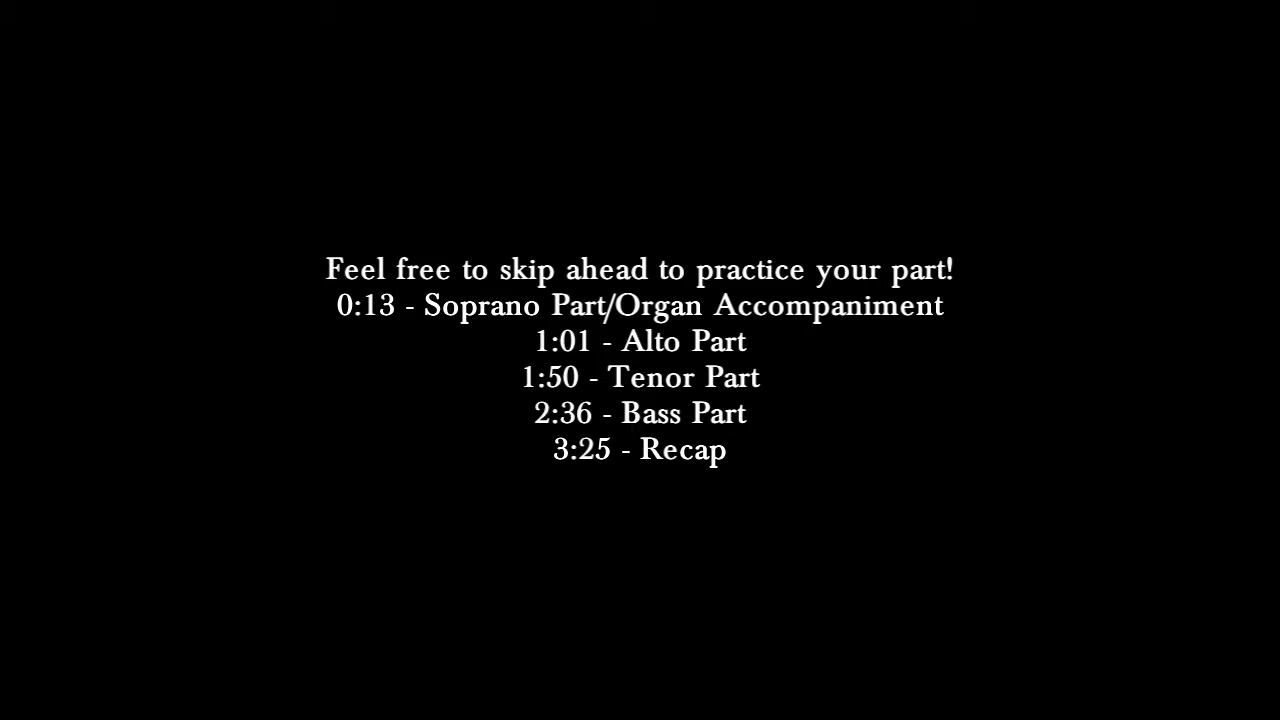 Feel free to skip ahead to practice your part!
0:13 - Soprano Part/Organ Accompaniment
1:01 - Alto Part
1:50 - Tenor Part
2:36 - Bass Part
3:25 - Recap